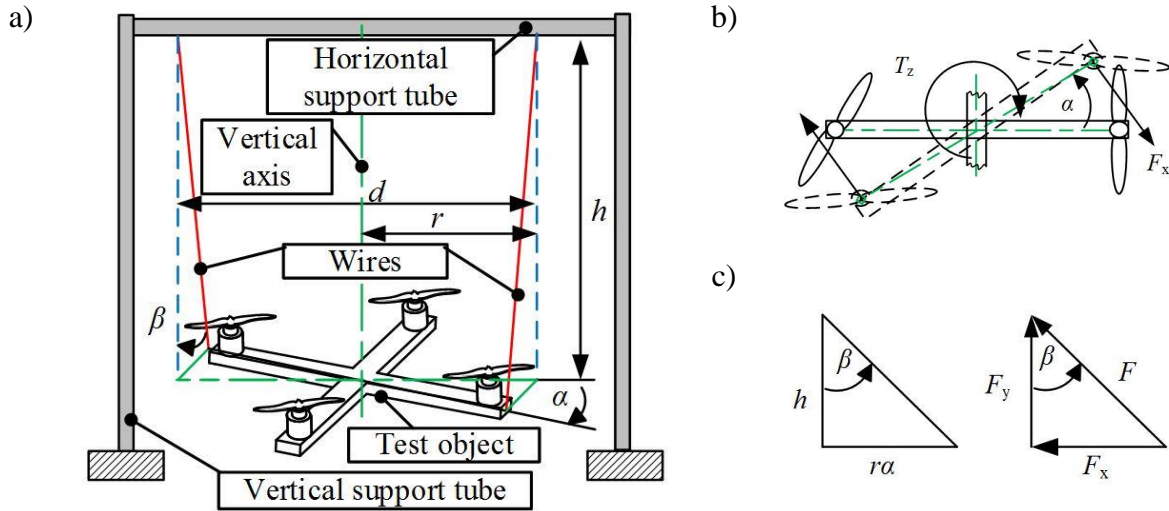 a)
Horizontal
support tube
Vertical
axis
d
r
h
Wires
β
α
Test object
Vertical support tube
b)
T_z
α
F_x
c)
β
h
rα
β
F_y
F
F_x